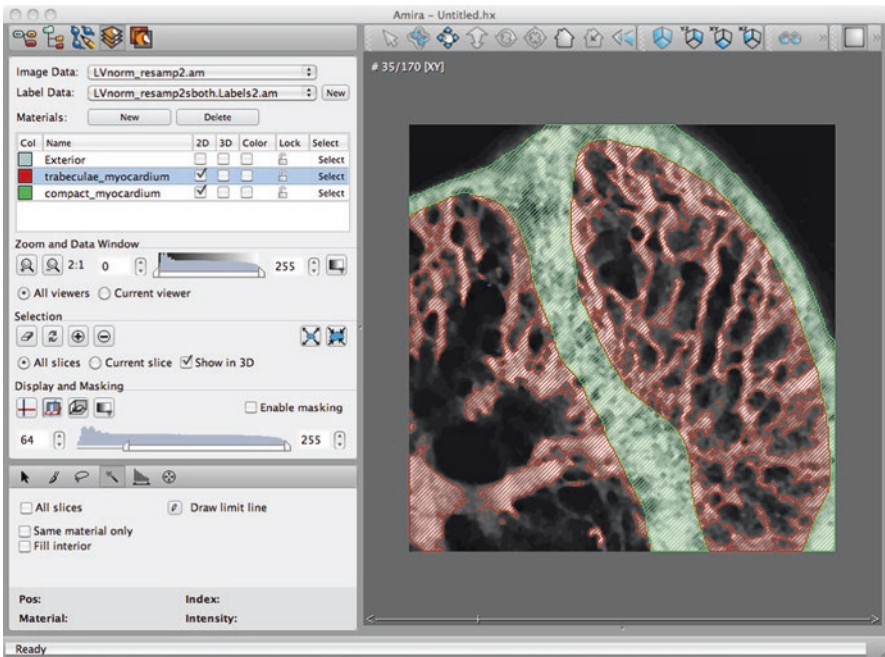 Amira – Untitled.hx
# 35/170 [XY]
Image Data: LVnorm_resamp2.am
Label Data: LVnorm_resamp2sboth.Labels2.am New
Materials: New Delete
Col Name 2D 3D Color Lock Select
Exterior Select
trabeculae_myocardium Select
compact_myocardium Select
Zoom and Data Window
2:1 0 255
All viewers Current viewer
Selection
All slices Current slice Show in 3D
Display and Masking
Enable masking
64 255
All slices Draw limit line
Same material only
Fill interior
Pos: Index:
Material: Intensity:
Ready